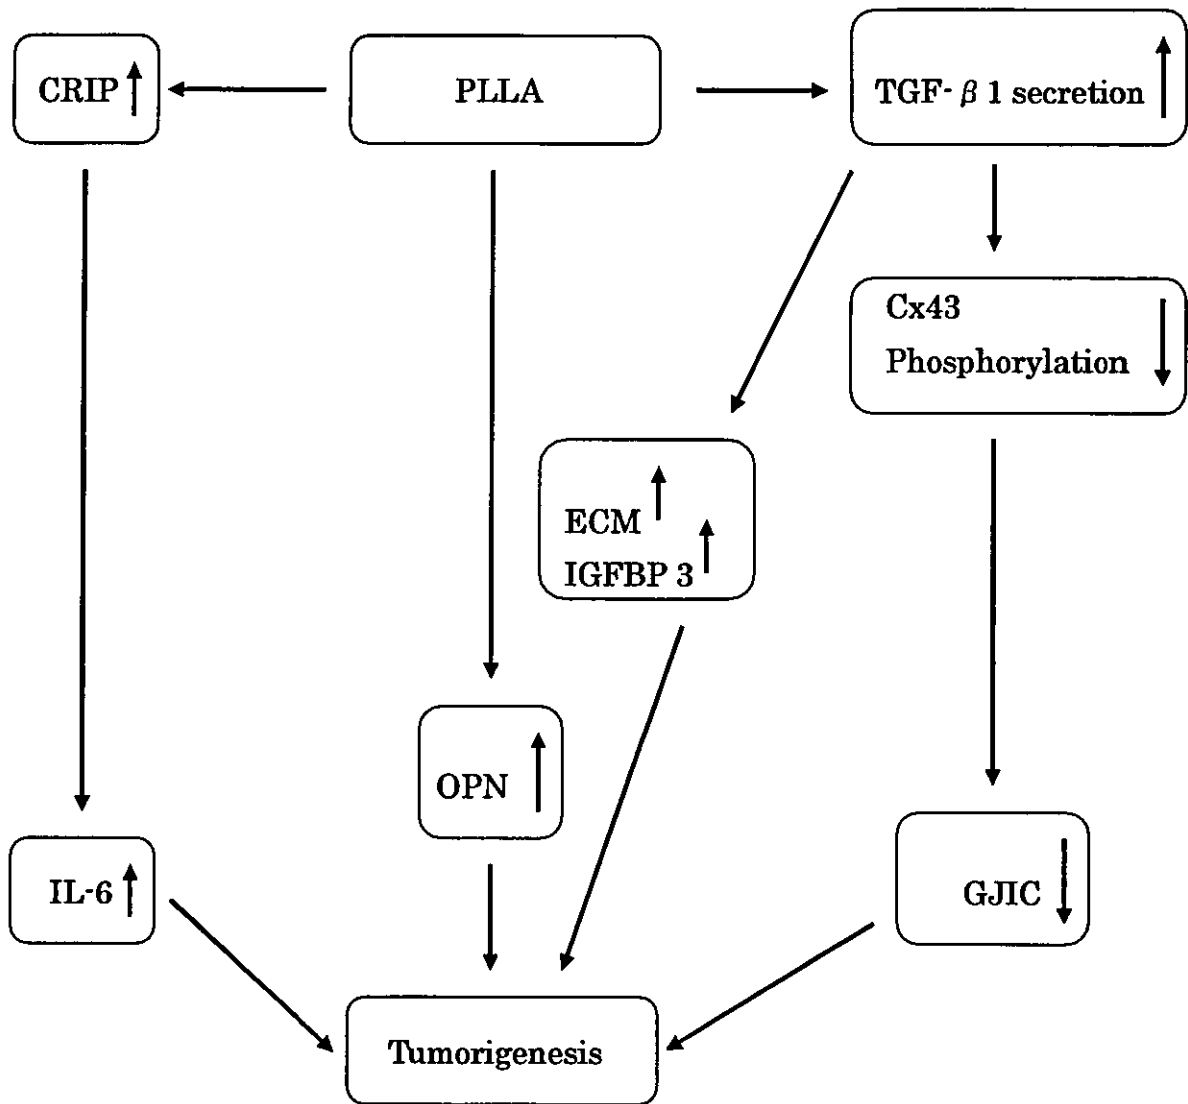 CRIP
PLLA
TGF-β 1 secretion
Cx43
Phosphorylation
ECM
IGFBP 3
OPN
IL-6
GJIC
Tumorigenesis